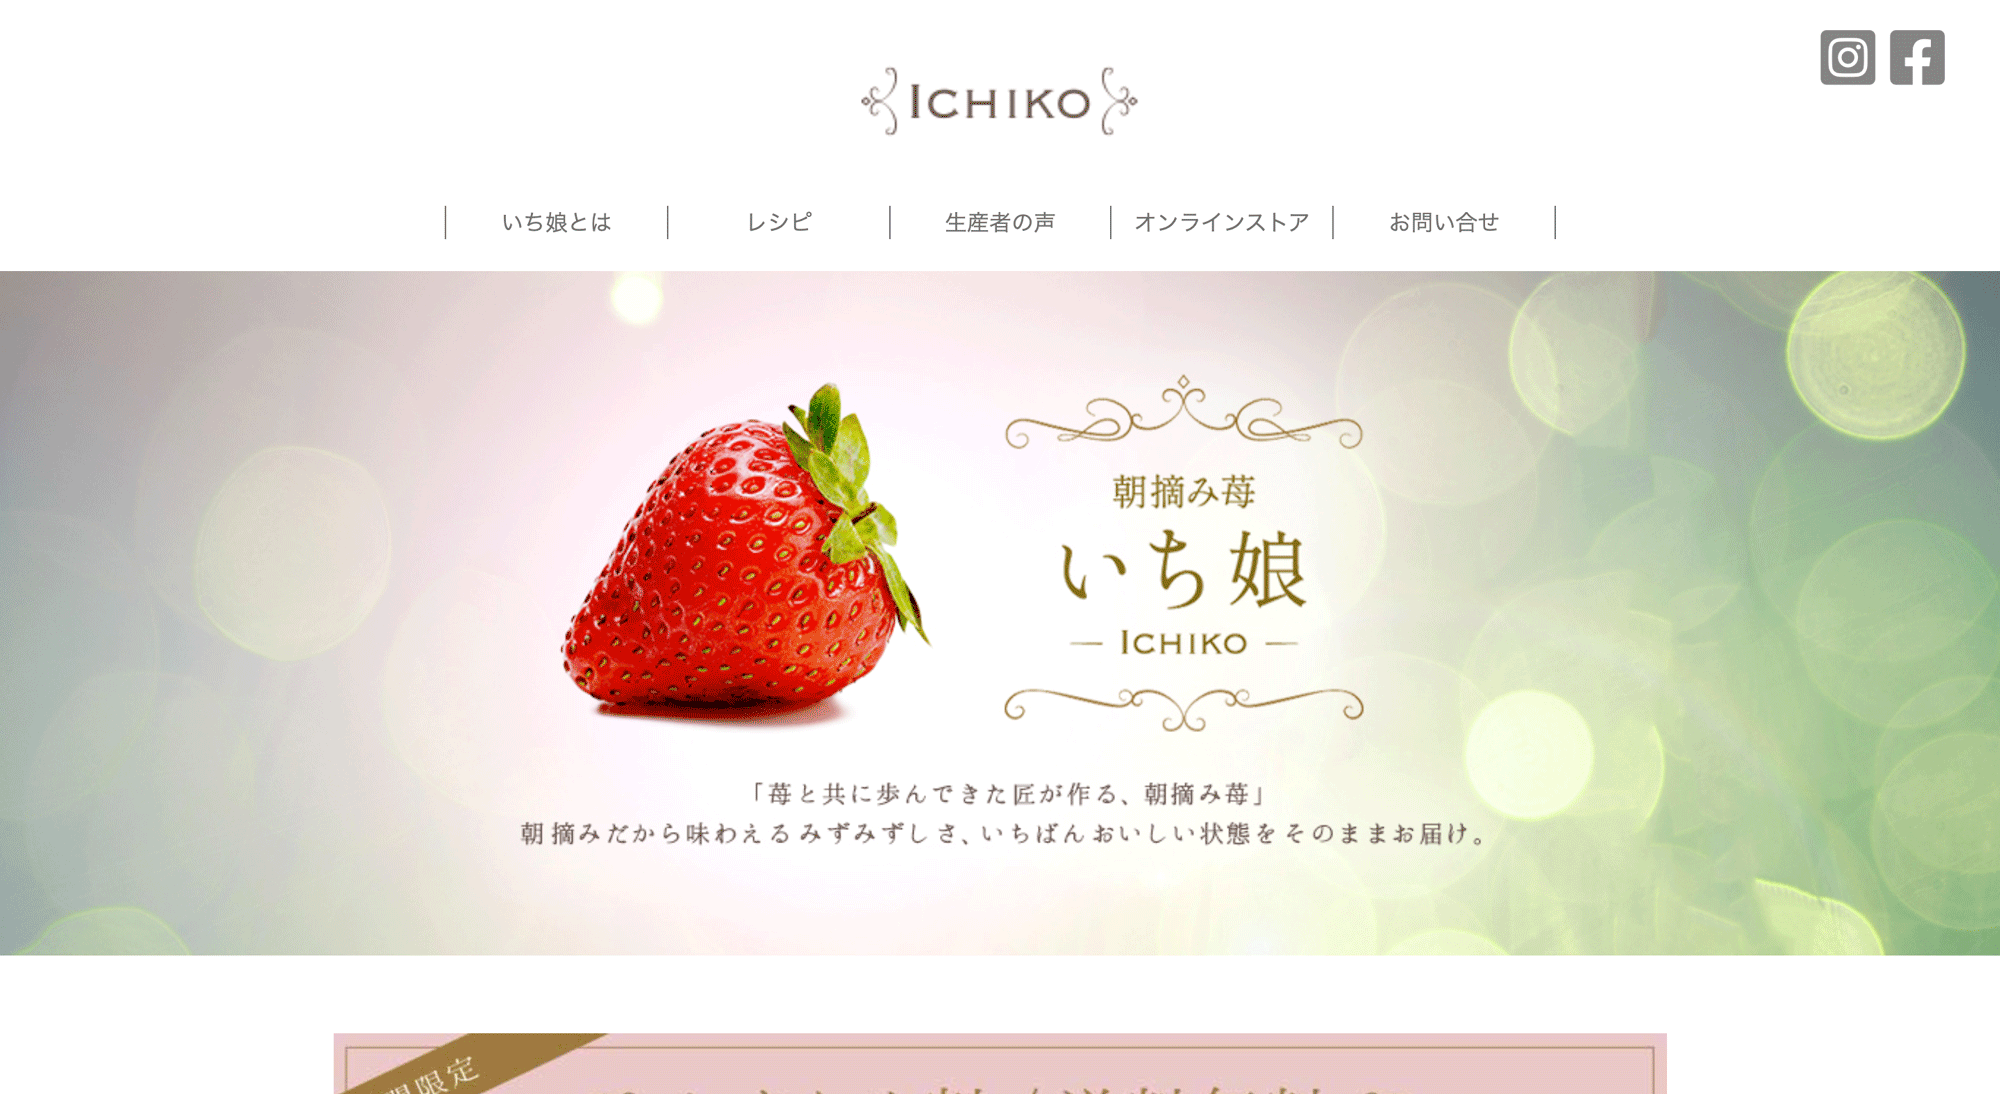 ICHIKO
いち娘とは
レシピ
生産者の声
オンラインストア
お問い合せ
朝摘み苺
いち娘
ICHIKO
「苺と共に歩んできた匠が作る、朝摘み苺」
朝摘みだから味わえるみずみずしさ、いちばんおいしい状態をそのままお届け。
限定